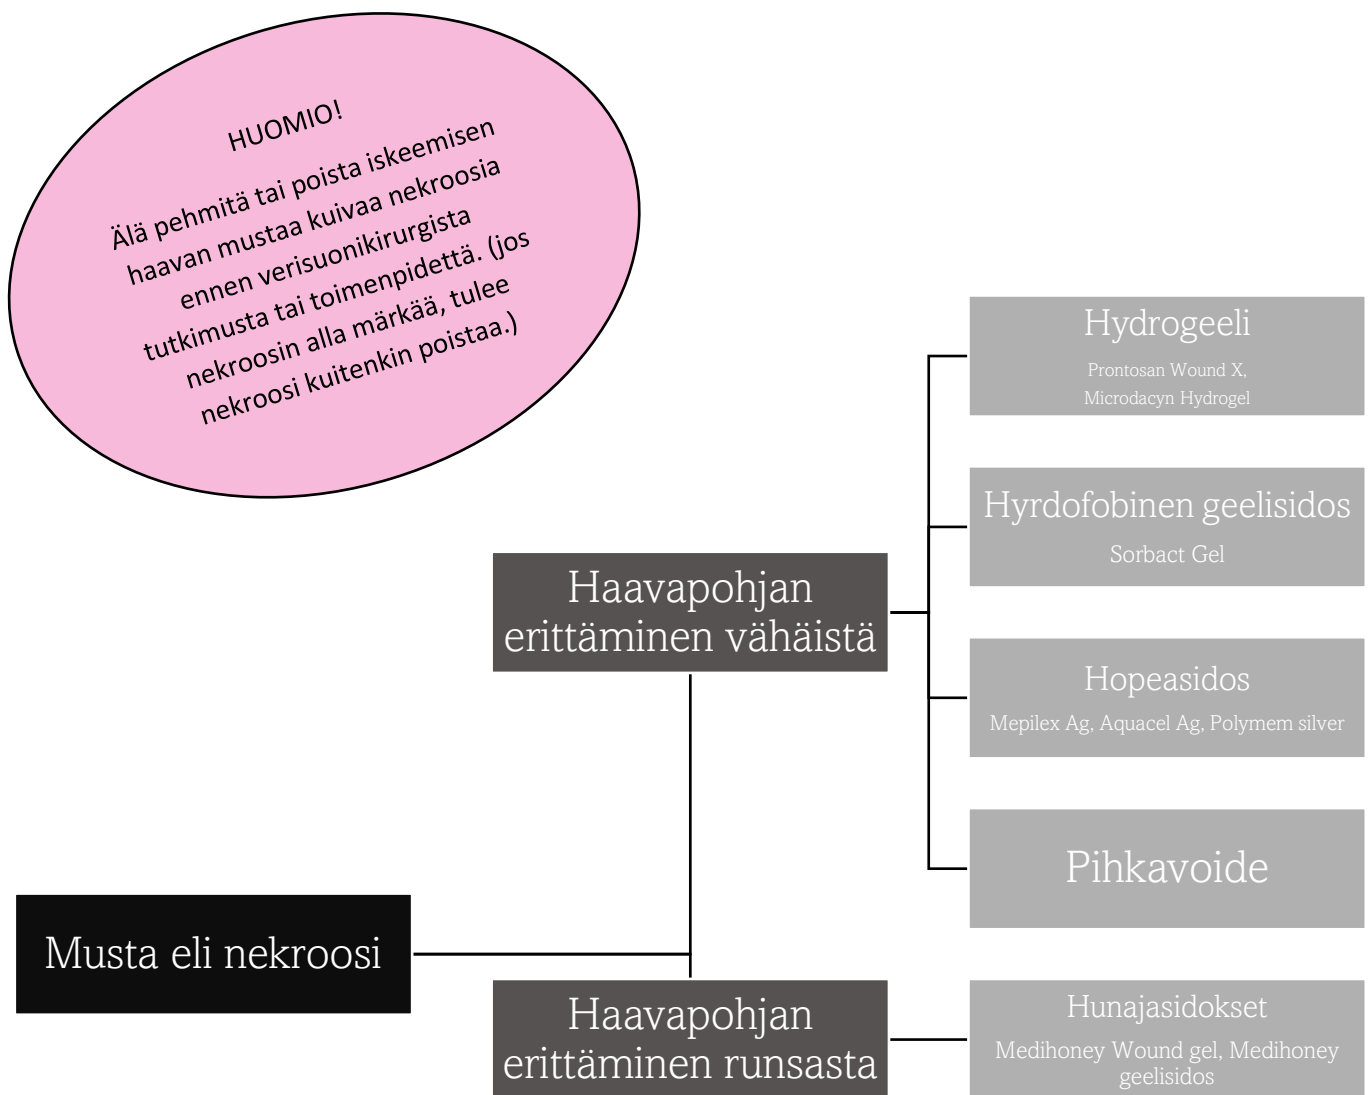 HUOMIO!
Älä pehmitä tai poista iskeemisen
haavan mustaa kuivaa nekroosia
ennen verisuonikirurgista
tutkimusta tai toimenpidettä. (jos
nekroosin alla märkää, tulee
nekroosi kuitenkin poistaa.)
Musta eli nekroosi
Haavapohjan
erittäminen vähäistä
Hydrogeeli
Prontosan Wound X,
Microdacyn Hydrogel
Hyrdofobinen geelisidos
Sorbact Gel
Hopeasidos
Mepilex Ag, Aquacel Ag, Polymem silver
Pihkavoide
Haavapohjan
erittäminen runsasta
Hunajasidokset
Medihoney Wound gel, Medihoney
geelisidos